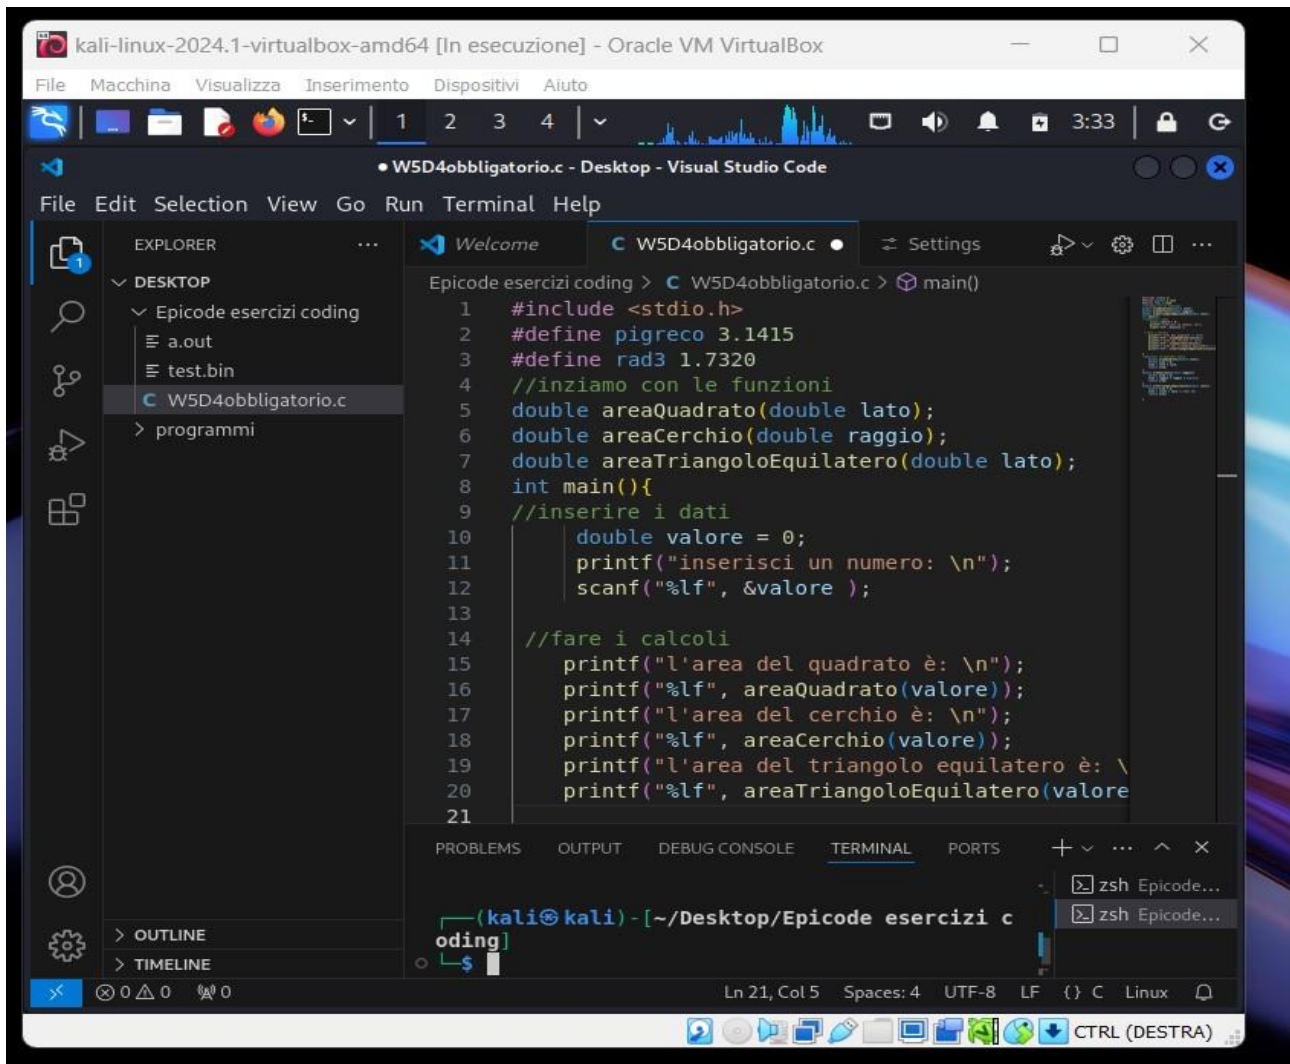 kali-linux-2024.1-virtualbox-amd64 [In esecuzione] - Oracle VM VirtualBox
File Macchina Visualizza Inserimento Dispositivi Aiuto
1 2 3 4 3:33
W5D4obbligatorio.c - Desktop - Visual Studio Code
File Edit Selection View Go Run Terminal Help
EXPLORER
DESKTOP
Epicode esercizi coding
a.out
test.bin
C W5D4obbligatorio.c
programmi
OUTLINE
TIMELINE
Welcome C W5D4obbligatorio.c Settings
Epicode esercizi coding > C W5D4obbligatorio.c > main()
1 #include <stdio.h>
2 #define pigreco 3.1415
3 #define rad3 1.7320
4 //inziamo con le funzioni
5 double areaQuadrato(double lato);
6 double areaCerchio(double raggio);
7 double areaTriangoloEquilatero(double lato);
8 int main(){
9 //inserire i dati
10 double valore = 0;
11 printf("inserisci un numero: \n");
12 scanf("%lf", &valore );
13
14 //fare i calcoli
15 printf("l'area del quadrato è: \n");
16 printf("%lf", areaQuadrato(valore));
17 printf("l'area del cerchio è: \n");
18 printf("%lf", areaCerchio(valore));
19 printf("l'area del triangolo equilatero è: \
20 printf("%lf", areaTriangoloEquilatero(valore
21
PROBLEMS OUTPUT DEBUG CONSOLE TERMINAL PORTS
(kali㉿kali)-[~/Desktop/Epicode esercizi c
oding]
$
zsh Epicode...
zsh Epicode...
0 0 0 Ln 21, Col 5 Spaces: 4 UTF-8 LF {} C Linux
CTRL (DESTRA)